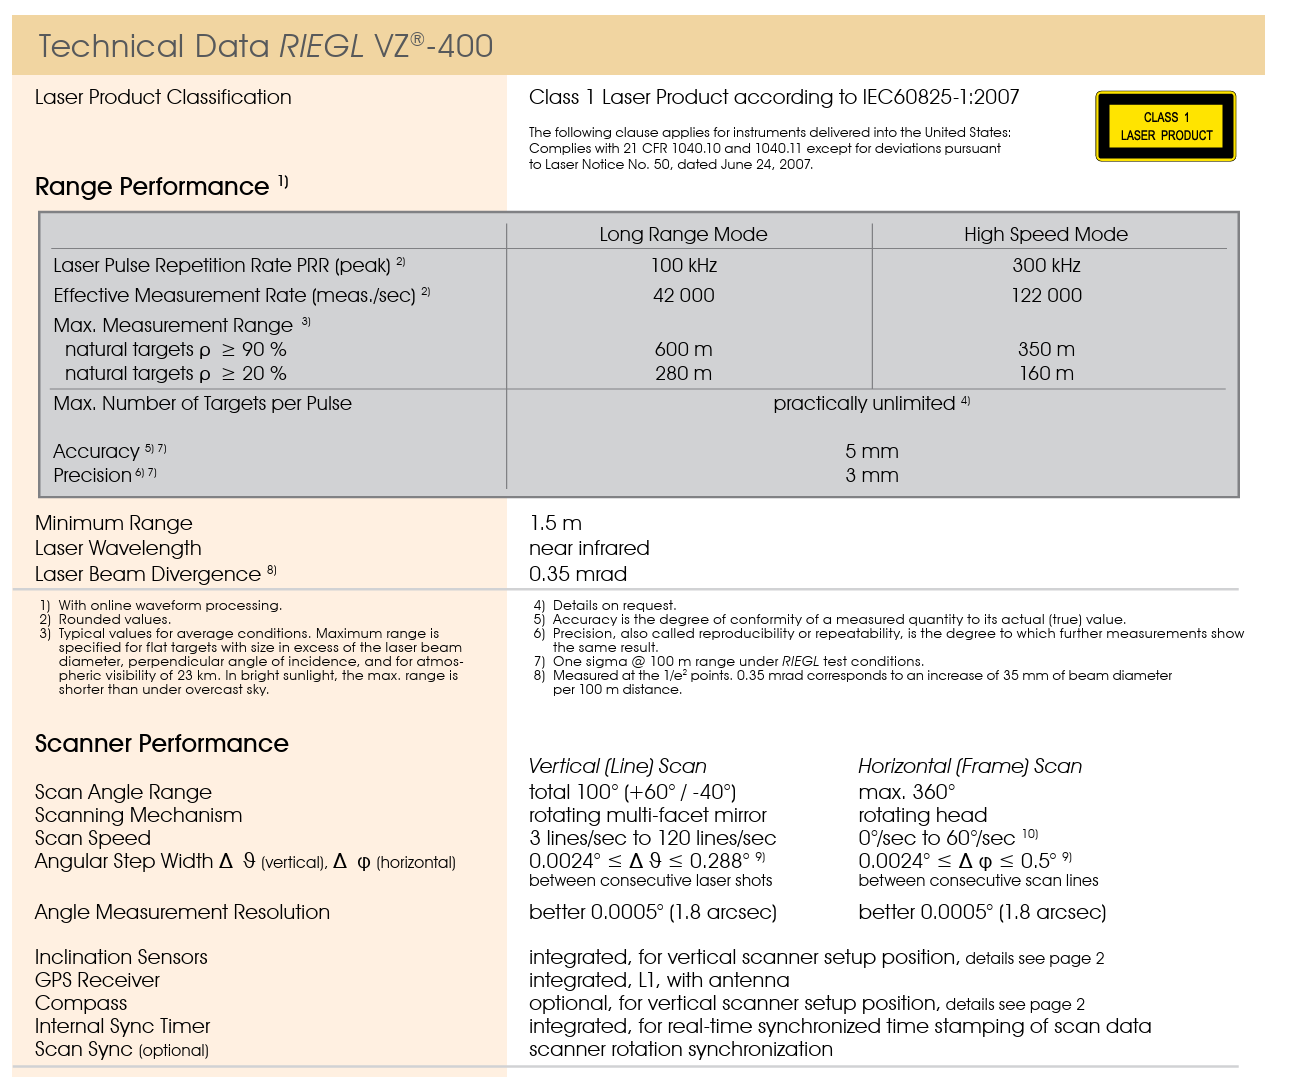 Technical Data RIEGL VZ®-400
Laser Product Classification
Class 1 Laser Product according to IEC60825-1:2007
The following clause applies for instruments delivered into the United States:
Complies with 21 CFR 1040.10 and 1040.11 except for deviations pursuant
to Laser Notice No. 50, dated June 24, 2007.
CLASS 1
LASER PRODUCT
Range Performance 1)
Long Range Mode High Speed Mode
Laser Pulse Repetition Rate PRR (peak) 2) 100 kHz 300 kHz
Effective Measurement Rate (meas./sec) 2) 42 000 122 000
Max. Measurement Range 3)
natural targets ρ ≥ 90 % 600 m 350 m
natural targets ρ ≥ 20 % 280 m 160 m
Max. Number of Targets per Pulse practically unlimited 4)
Accuracy 5) 7) 5 mm
Precision 6) 7) 3 mm
Minimum Range 1.5 m
Laser Wavelength near infrared
Laser Beam Divergence 8) 0.35 mrad
1) With online waveform processing.
2) Rounded values.
3) Typical values for average conditions. Maximum range is
specified for flat targets with size in excess of the laser beam
diameter, perpendicular angle of incidence, and for atmos-
pheric visibility of 23 km. In bright sunlight, the max. range is
shorter than under overcast sky.
4) Details on request.
5) Accuracy is the degree of conformity of a measured quantity to its actual (true) value.
6) Precision, also called reproducibility or repeatability, is the degree to which further measurements show
the same result.
7) One sigma @ 100 m range under RIEGL test conditions.
8) Measured at the 1/e² points. 0.35 mrad corresponds to an increase of 35 mm of beam diameter
per 100 m distance.
Scanner Performance
Vertical (Line) Scan Horizontal (Frame) Scan
Scan Angle Range total 100° (+60° / -40°) max. 360°
Scanning Mechanism rotating multi-facet mirror rotating head
Scan Speed 3 lines/sec to 120 lines/sec 0°/sec to 60°/sec 10)
Angular Step Width Δ ϑ (vertical), Δ φ (horizontal) 0.0024° ≤ Δ ϑ ≤ 0.288° 9) 0.0024° ≤ Δ φ ≤ 0.5° 9)
between consecutive laser shots between consecutive scan lines
Angle Measurement Resolution better 0.0005° (1.8 arcsec) better 0.0005° (1.8 arcsec)
Inclination Sensors integrated, for vertical scanner setup position, details see page 2
GPS Receiver integrated, L1, with antenna
Compass optional, for vertical scanner setup position, details see page 2
Internal Sync Timer integrated, for real-time synchronized time stamping of scan data
Scan Sync (optional) scanner rotation synchronization